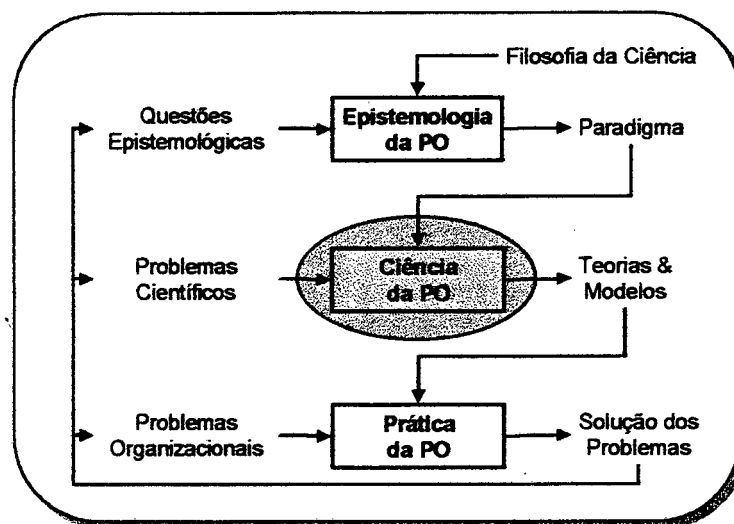 Filosofia da Ciência
Questões
Epistemológicas
Epistemologia
da PO
Paradigma
Problemas
Científicos
Ciência
da PO
Teorias &
Modelos
Problemas
Organizacionais
Prática
da PO
Solução dos
Problemas